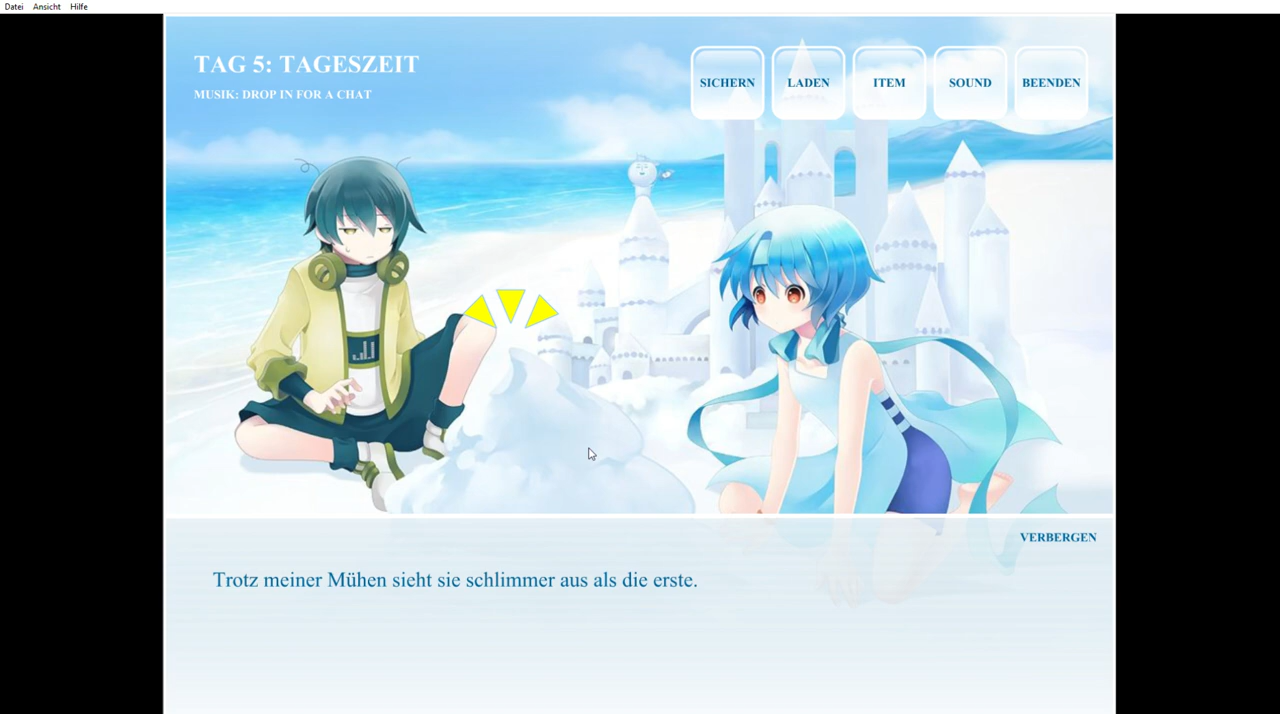 Datei Ansicht Hilfe
TAG 5: TAGESZEIT
MUSIK: DROP IN FOR A CHAT
SICHERN LADEN ITEM SOUND BEENDEN
VERBERGEN
Trotz meiner Mühen sieht sie schlimmer aus als die erste.